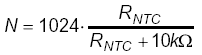 N = 1024 · R_NTC / (R_NTC + 10kΩ)